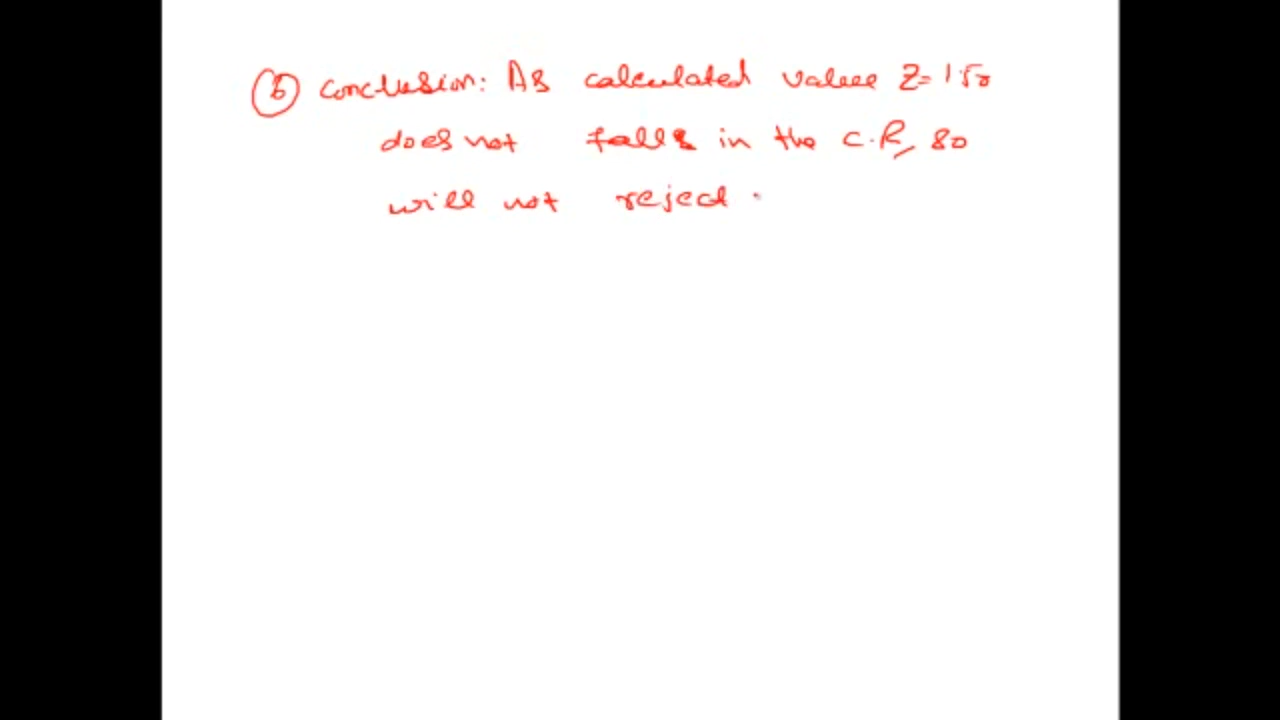 ⑥ conclusion: As calculated value Z= 1.50
does not falls in the C.R, so
will not reject .